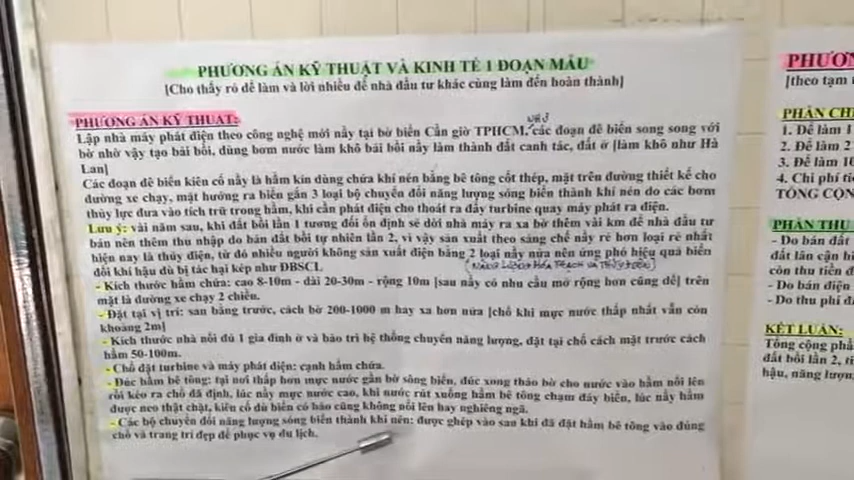 PHƯƠNG ÁN KỸ THUẬT VÀ KINH TẾ 1 ĐOẠN MẪU
[Cho thấy rõ dể làm và lời nhiều để nhà đầu tư khác cùng làm đến hoàn thành]
PHƯƠNG ÁN KỸ THUẬT:
Lập nhà máy phát điện theo công nghệ mới nầy tại bờ biển Cần giờ TPHCM, các đoạn đê biển song song với
bờ nhờ vậy tạo bãi bồi, dùng bơm nước làm khô bãi bồi nầy làm thành đất canh tác, đất ở [làm khô như Hà
Lan]
Các đoạn đê biển kiên cố nầy là hầm kín dùng chứa khí nén bằng bê tông cốt thép, mặt trên đường thiết kế cho
đường xe chạy, mặt hướng ra biển gắn 3 loại bộ chuyển đổi năng lượng sóng biển thành khí nén do các bơm
thủy lực đưa vào tích trữ trong hầm, khi cần phát điện cho thoát ra đẩy turbine quay máy phát ra điện.
Lưu ý: vài năm sau, khi đất bồi lần 1 tương đối ổn định sẽ dời nhà máy ra xa bờ thêm vài km để nhà đầu tư
bán nền thêm thu nhập do bán đất bồi tự nhiên lần 2, vì vậy sản xuất theo sáng chế nầy rẻ hơn loại rẻ nhất
hiện nay là thủy điện, từ đó nhiều người không sản xuất điện bằng 2 loại nầy nữa nên ứng phó hiệu quả biến
đổi khí hậu dù bị tác hại kép như ĐBSCL
- Kích thước hầm chứa: cao 8-10m - dài 20-30m - rộng 10m [sau nầy có nhu cầu mở rộng hơn cũng dể] trên
mặt là đường xe chạy 2 chiều.
-Đặt tại vị trí: san bằng trước, cách bờ 200-1000 m hay xa hơn nữa [chổ khi mực nước thấp nhất vẫn còn
khoảng 2m]
-Kích thước nhà nổi đủ 1 gia đình ở và bảo trì hệ thống chuyển năng lượng, đặt tại chổ cách mặt trước cách
hầm 50-100m.
-Chổ đặt turbine và máy phát điện: cạnh hầm chứa.
-Đúc hầm bê tông: tại nơi thấp hơn mực nước gần bờ sông biển, đúc xong tháo bờ cho nước vào hầm nổi lên
rồi kéo ra chổ đã định, lúc nầy mực nước cao, khi nước rút xuống hầm bê tông chạm đáy biển, lúc nầy hầm
được neo thật chặt, kiên cố dù biển có bão cũng không nổi lên hay nghiêng ngã.
-Các bộ chuyển đổi năng lượng sóng biển thành khí nén: được ghép vào sau khi đã đặt hầm bê tông vào đúng
chổ và trang trí đẹp để phục vụ du lịch.
PHƯƠN
[theo tạm
PHẦN CHI
1. Để làm 1
2. Để làm 2
3. Để làm
4. Chi phí
TỔNG CỘN
PHẦN THU
- Do bán đất
đất lần cận
còn thu tiền
- Do bán điện
- Do thu phí
KẾT LUẬN:
Tổng cộng
đất bồi lần 2,
hậu, năng lượng